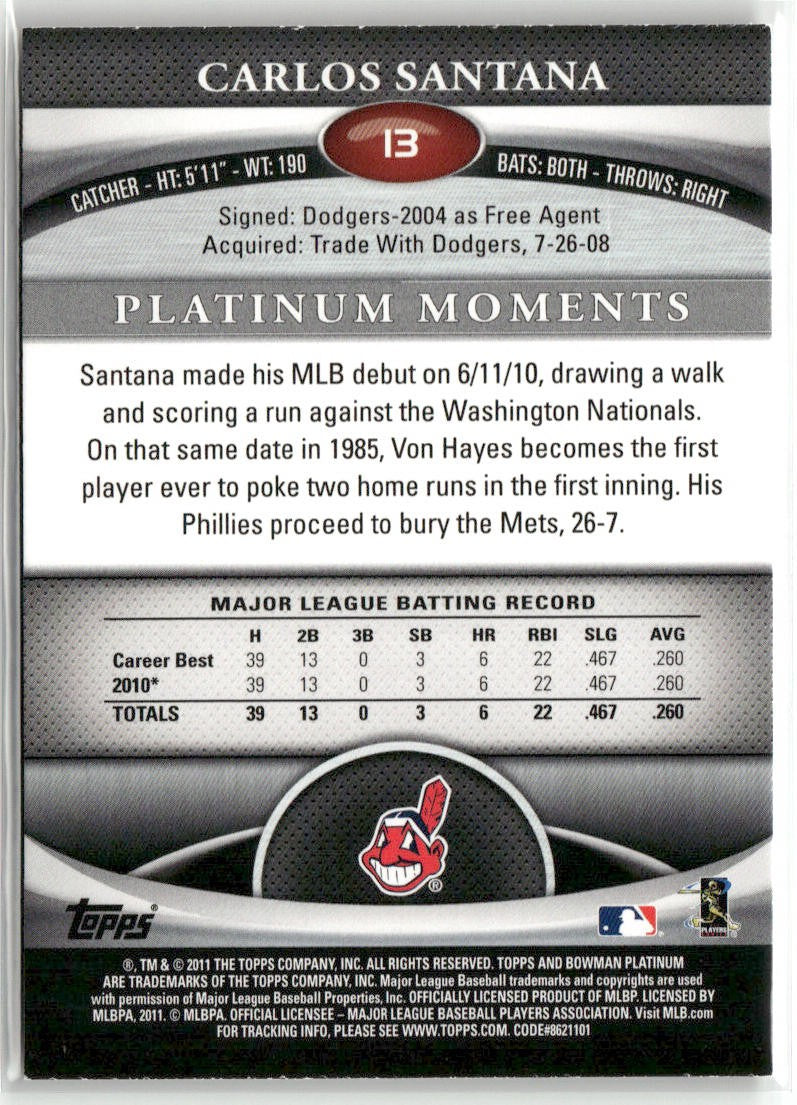 CARLOS SANTANA
13
CATCHER - HT: 5'11" - WT: 190
BATS: BOTH - THROWS: RIGHT
Signed: Dodgers-2004 as Free Agent
Acquired: Trade With Dodgers, 7-26-08
PLATINUM MOMENTS
Santana made his MLB debut on 6/11/10, drawing a walk
and scoring a run against the Washington Nationals.
On that same date in 1985, Von Hayes becomes the first
player ever to poke two home runs in the first inning. His
Phillies proceed to bury the Mets, 26-7.
MAJOR LEAGUE BATTING RECORD
H 2B 3B SB HR RBI SLG AVG
Career Best 39 13 0 3 6 22 .467 .260
2010* 39 13 0 3 6 22 .467 .260
TOTALS 39 13 0 3 6 22 .467 .260
®
topps®
PLAYERS
®, TM & © 2011 THE TOPPS COMPANY, INC. ALL RIGHTS RESERVED. TOPPS AND BOWMAN PLATINUM
ARE TRADEMARKS OF THE TOPPS COMPANY, INC. Major League Baseball trademarks and copyrights are used
with permission of Major League Baseball Properties, Inc. OFFICIALLY LICENSED PRODUCT OF MLBP. LICENSED BY
MLBPA, 2011. © MLBPA. OFFICIAL LICENSEE – MAJOR LEAGUE BASEBALL PLAYERS ASSOCIATION. Visit MLB.com
FOR TRACKING INFO, PLEASE SEE WWW.TOPPS.COM. CODE#8621101